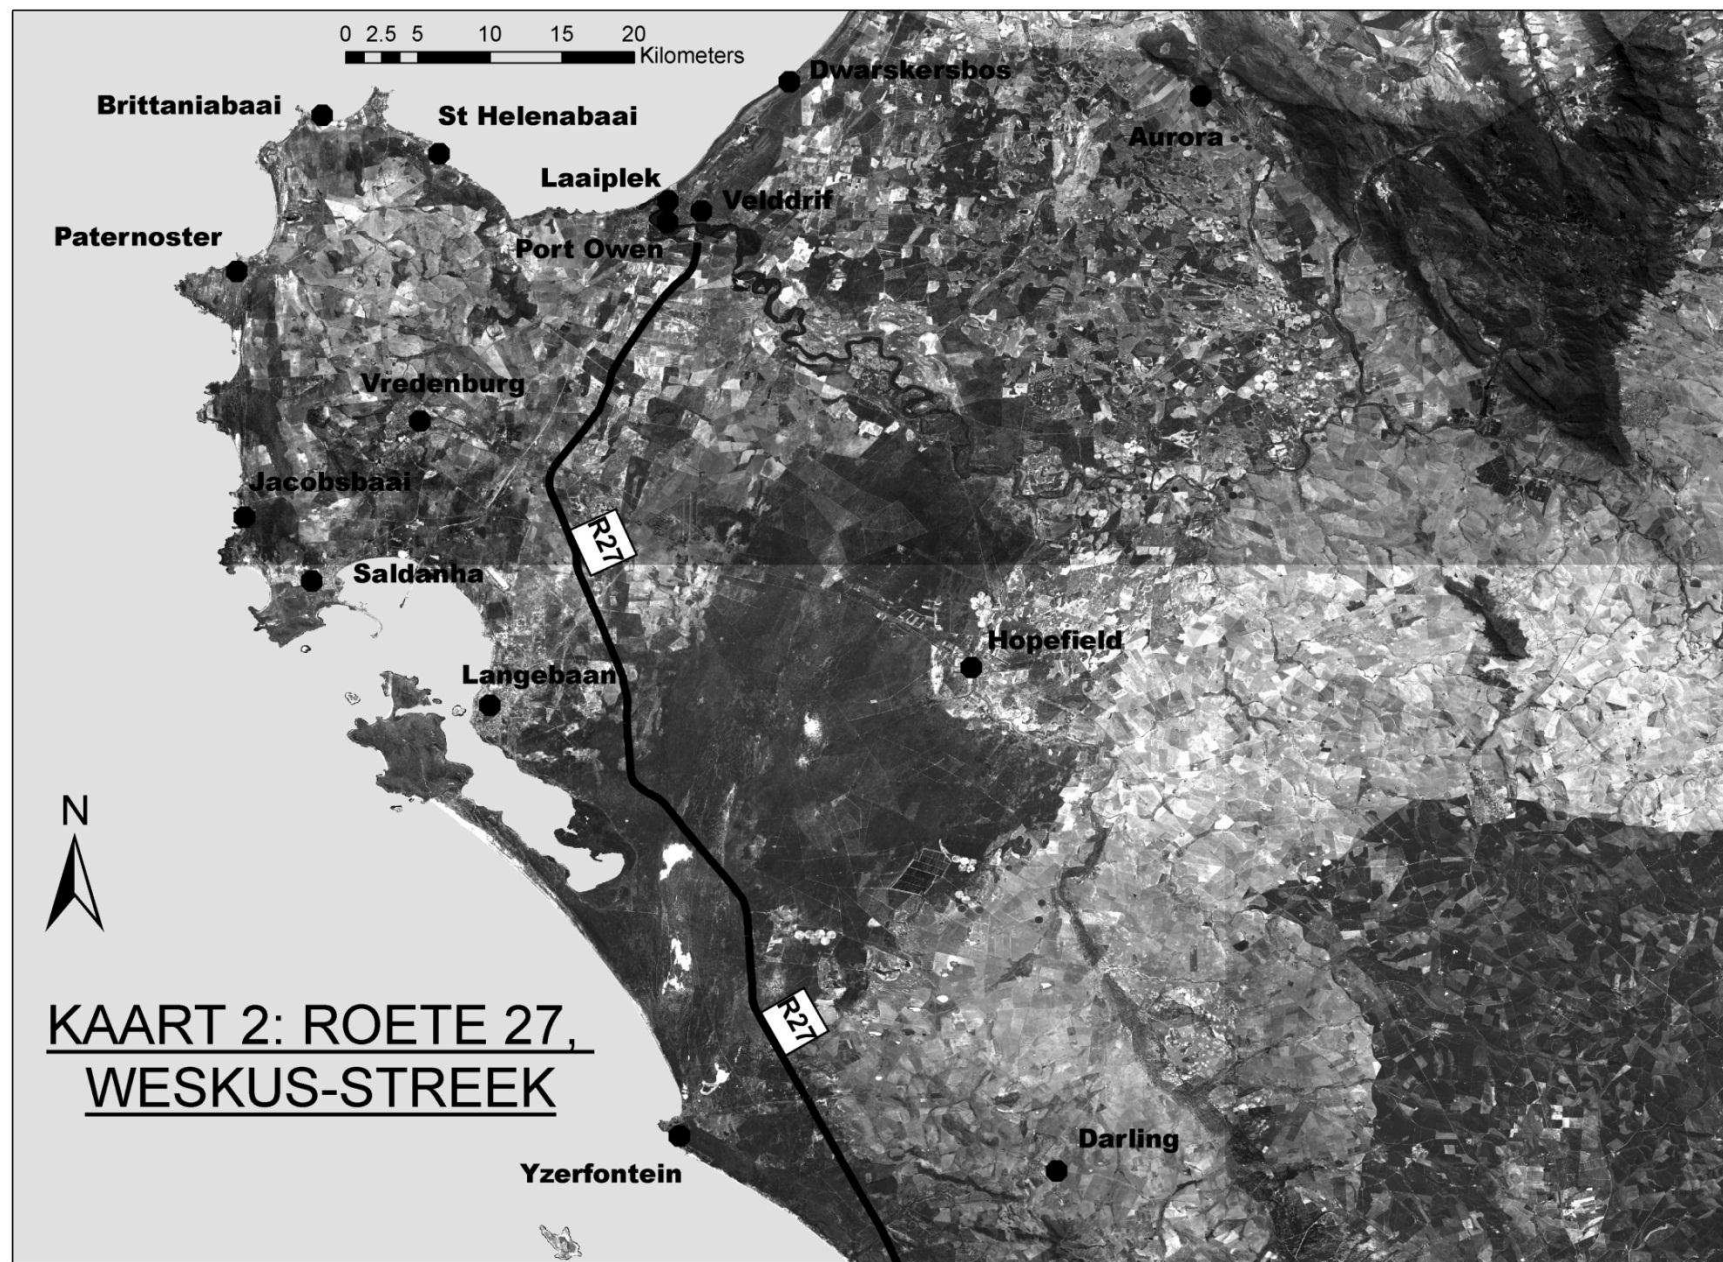 0 2.5 5 10 15 20
Kilometers
Dwarskersbos
Brittaniabaai
St Helenabaai
Aurora
Laaiplek
Velddrif
Paternoster
Port Owen
Vredenburg
Jacobsbaai
R27
Saldanha
Hopefield
Langebaan
N
R27
KAART 2: ROETE 27,
WESKUS-STREEK
Darling
Yzerfontein